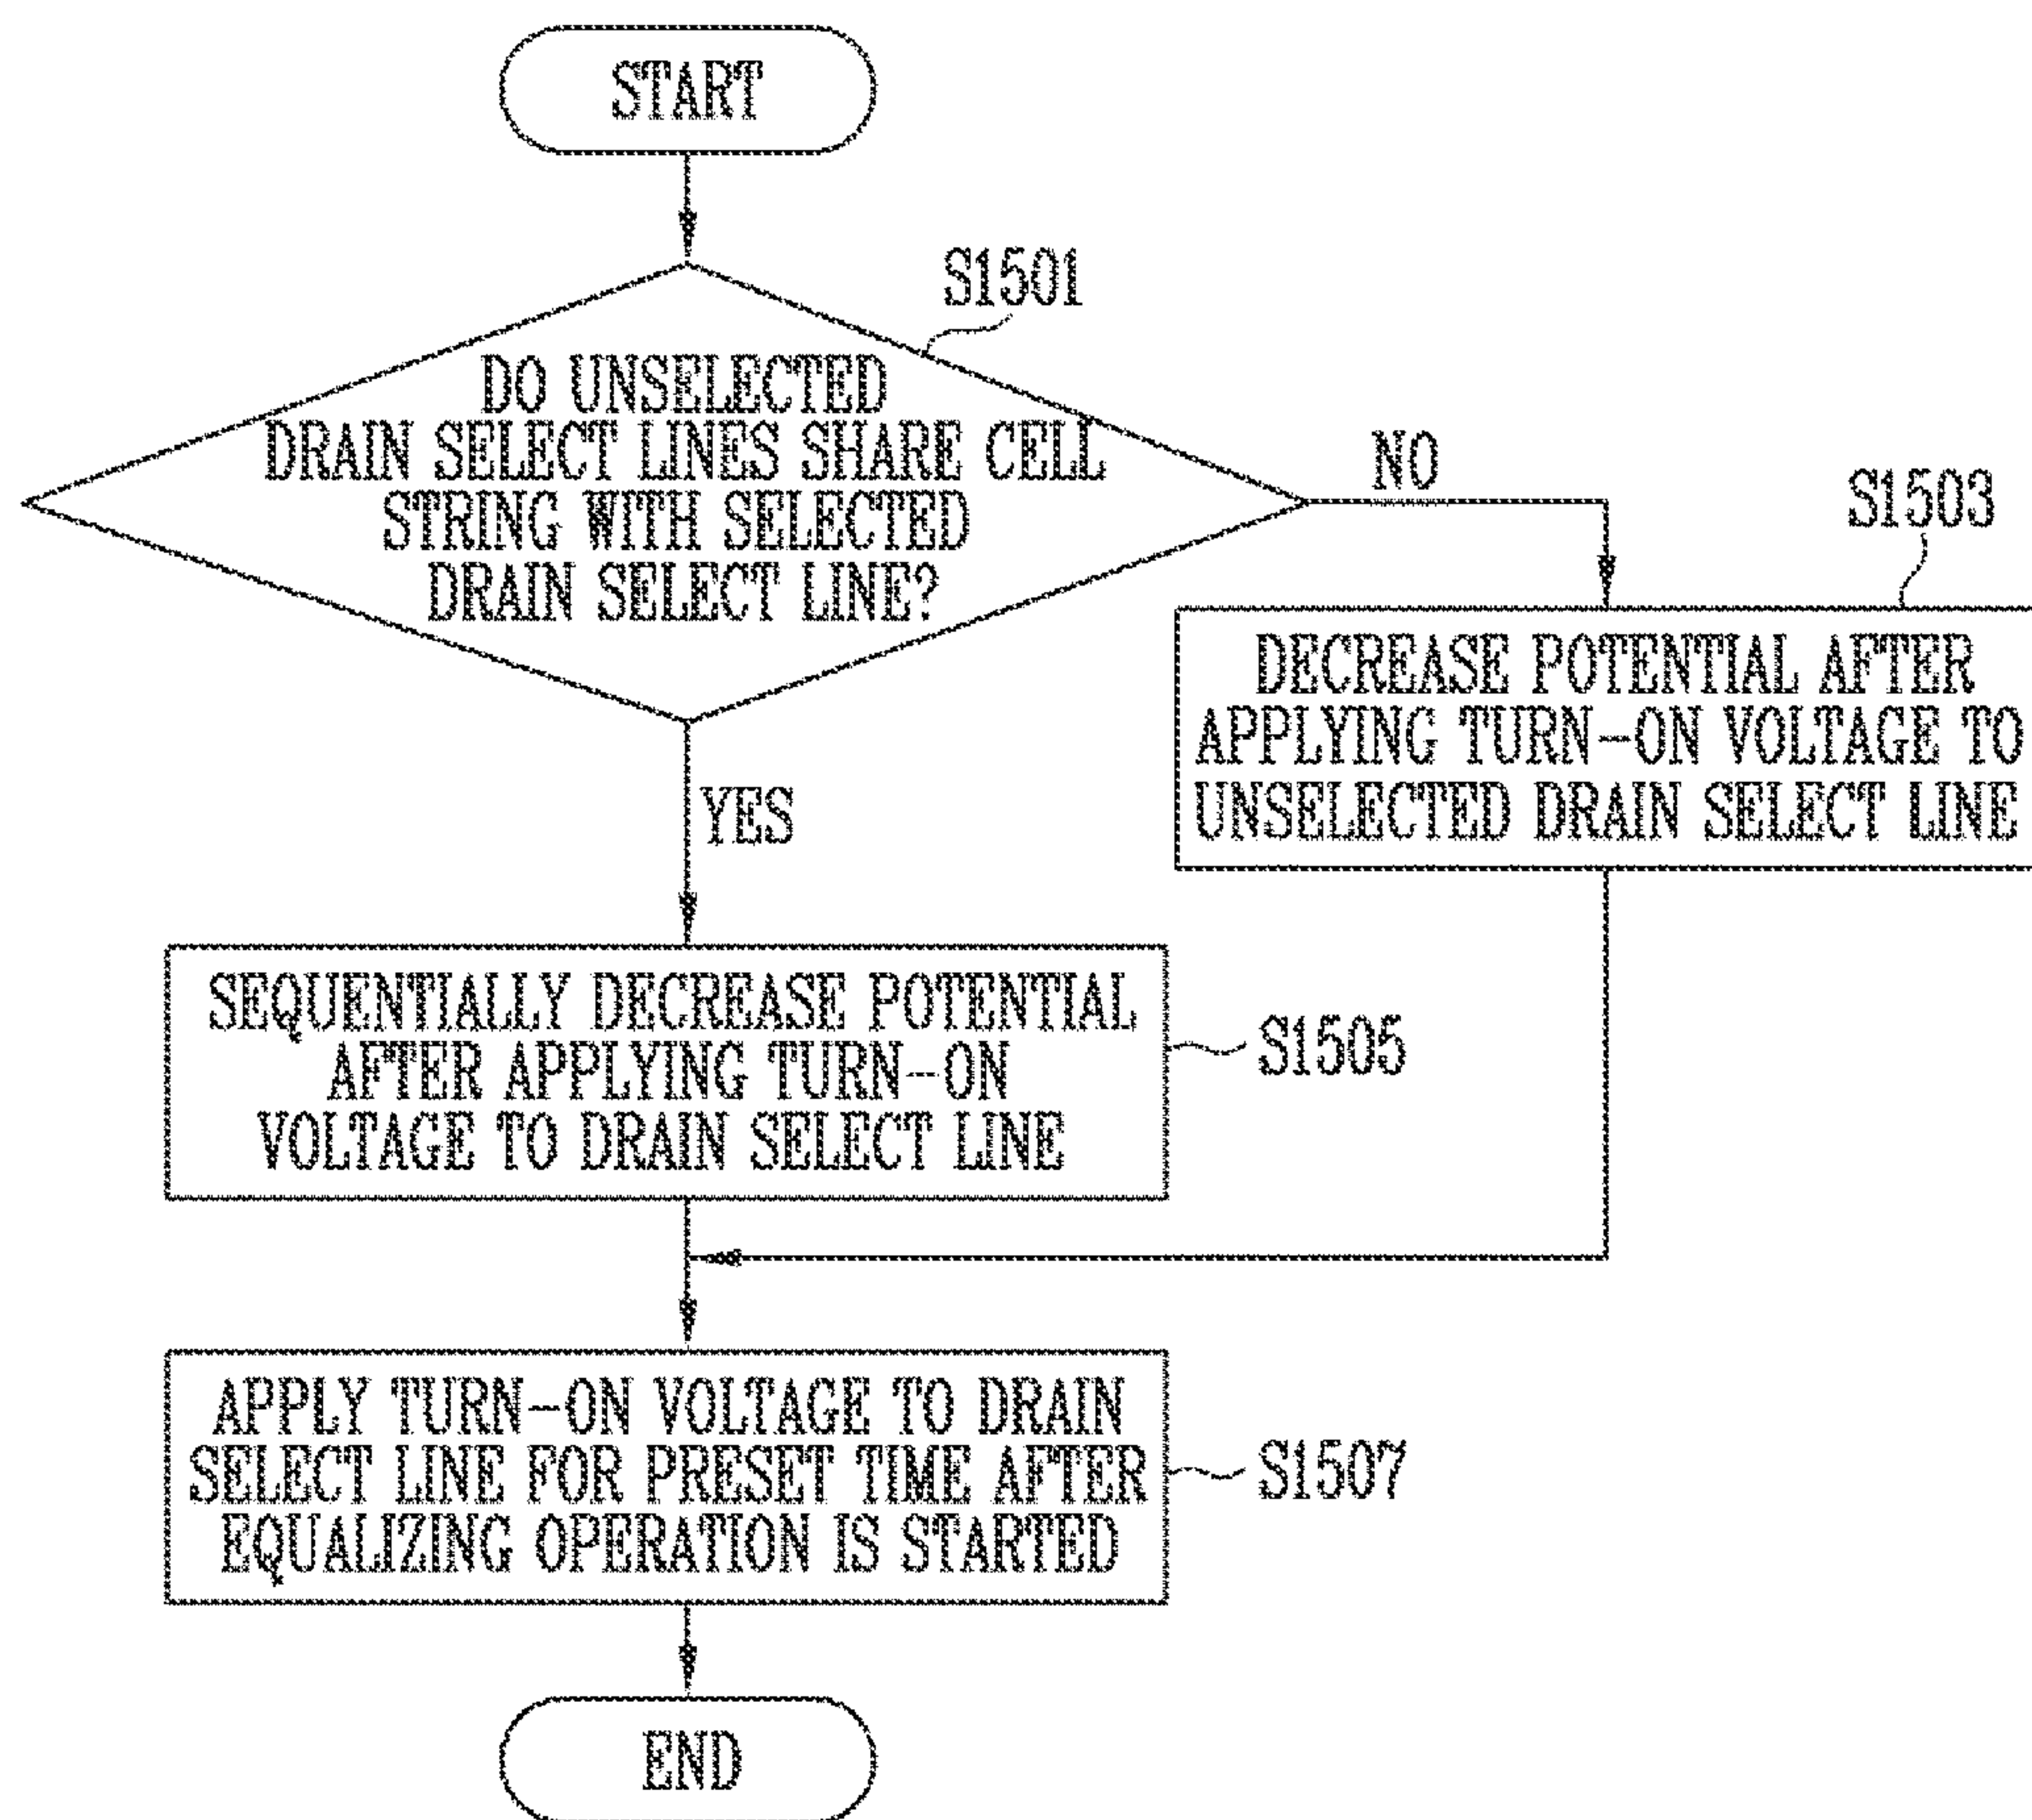 START
S1501
DO UNSELECTED
DRAIN SELECT LINES SHARE CELL
STRING WITH SELECTED
DRAIN SELECT LINE?
NO
S1503
DECREASE POTENTIAL AFTER
APPLYING TURN-ON VOLTAGE TO
UNSELECTED DRAIN SELECT LINE
YES
SEQUENTIALLY DECREASE POTENTIAL
AFTER APPLYING TURN-ON
VOLTAGE TO DRAIN SELECT LINE
S1505
APPLY TURN-ON VOLTAGE TO DRAIN
SELECT LINE FOR PRESET TIME AFTER
EQUALIZING OPERATION IS STARTED
S1507
END